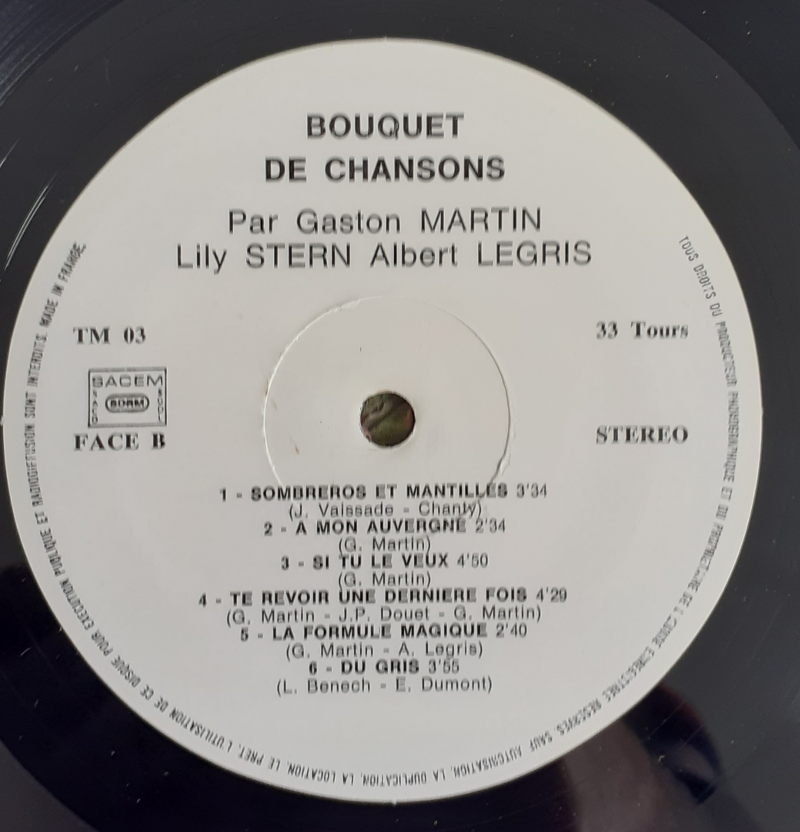 BOUQUET
DE CHANSONS
Par Gaston MARTIN
Lily STERN Albert LEGRIS
TM 03
33 Tours
SACEM
SDRM
FACE B
STEREO
1 - SOMBREROS ET MANTILLES 3'34
(J. Vaissade - Chanty)
2 - A MON AUVERGNE 2'34
(G. Martin)
3 - SI TU LE VEUX 4'50
(G. Martin)
4 - TE REVOIR UNE DERNIERE FOIS 4'29
(G. Martin - J.P. Douet - G. Martin)
5 - LA FORMULE MAGIQUE 2'40
(G. Martin - A. Legris)
6 - DU GRIS 3'55
(L. Benech - E. Dumont)
TOUS DROITS DU PRODUCTEUR PHONOGRAPHIQUE ET DU PROPRIETAIRE DE L'OEUVRE ENREGISTREE RESERVES SAUF AUTORISATION, LA DUPLICATION, LA LOCATION, LE PRET, L'UTILISATION DE CE DISQUE POUR EXECUTION PUBLIQUE ET RADIODIFFUSION SONT INTERDITS. MADE IN FRANCE.